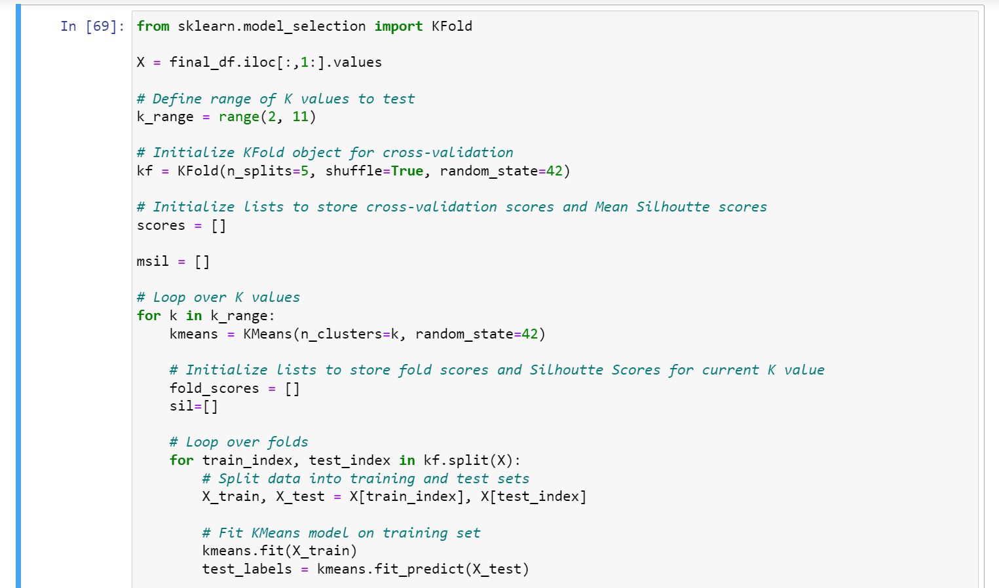 In [69]: from sklearn.model_selection import KFold

X = final_df.iloc[:,1:].values

# Define range of K values to test
k_range = range(2, 11)

# Initialize KFold object for cross-validation
kf = KFold(n_splits=5, shuffle=True, random_state=42)

# Initialize lists to store cross-validation scores and Mean Silhoutte scores
scores = []

msil = []

# Loop over K values
for k in k_range:
    kmeans = KMeans(n_clusters=k, random_state=42)

    # Initialize lists to store fold scores and Silhoutte Scores for current K value
    fold_scores = []
    sil=[]

    # Loop over folds
    for train_index, test_index in kf.split(X):
        # Split data into training and test sets
        X_train, X_test = X[train_index], X[test_index]

        # Fit KMeans model on training set
        kmeans.fit(X_train)
        test_labels = kmeans.fit_predict(X_test)